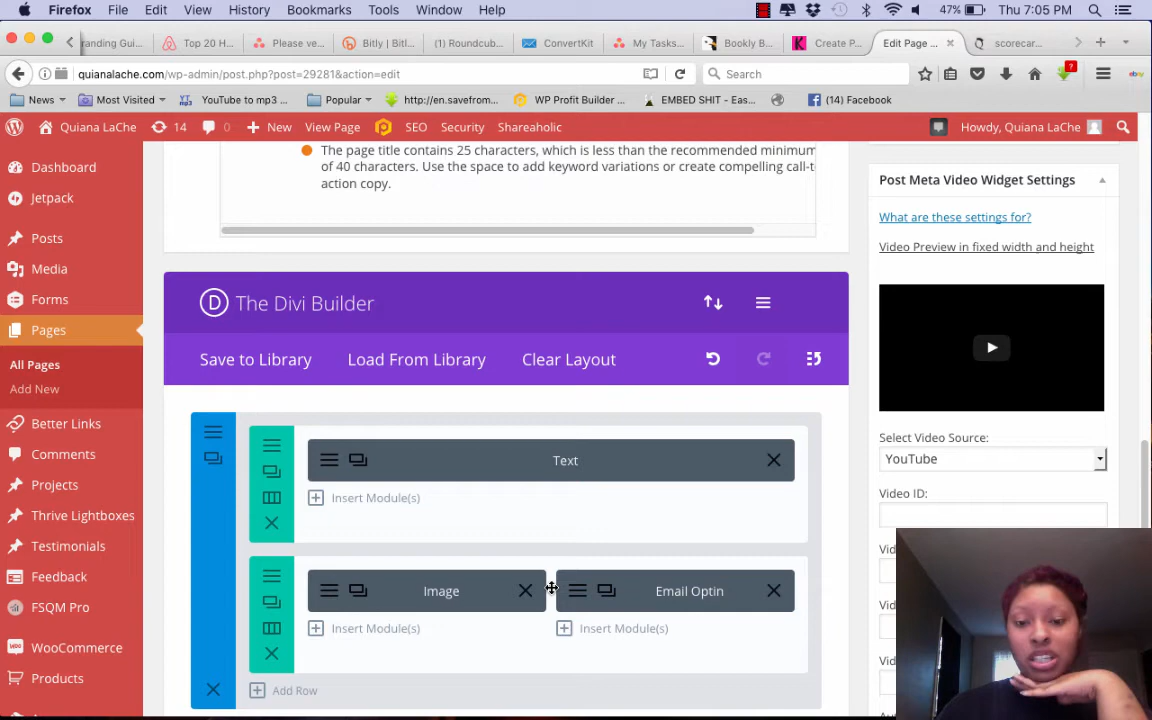 Firefox File Edit View History Bookmarks Tools Window Help 47% Thu 7:05 PM
randing Gui... Top 20 H... Please ve... Bitly | Bitl... (1) Roundcub... ConvertKit My Tasks... Bookly B... Create P... Edit Page ... scorecar...
quianalache.com/wp-admin/post.php?post=29281&action=edit Search ?
News Most Visited YouTube to mp3 ... Popular http://en.savefrom... WP Profit Builder ... EMBED SHIT - Eas... (14) Facebook ebay
Quiana LaChe 14 0 New View Page SEO Security Shareaholic Howdy, Quiana LaChe
Dashboard
Jetpack
Posts
Media
Forms
Pages
All Pages
Add New
Better Links
Comments
Projects
Thrive Lightboxes
Testimonials
Feedback
FSQM Pro
WooCommerce
Products
The page title contains 25 characters, which is less than the recommended minimum
of 40 characters. Use the space to add keyword variations or create compelling call-t
action copy.
D The Divi Builder
Save to Library Load From Library Clear Layout
Text
Insert Module(s)
Image Email Optin
Insert Module(s) Insert Module(s)
Add Row
Post Meta Video Widget Settings
What are these settings for?
Video Preview in fixed width and height
Select Video Source:
YouTube
Video ID:
Vid
Vid
Vid
Vid